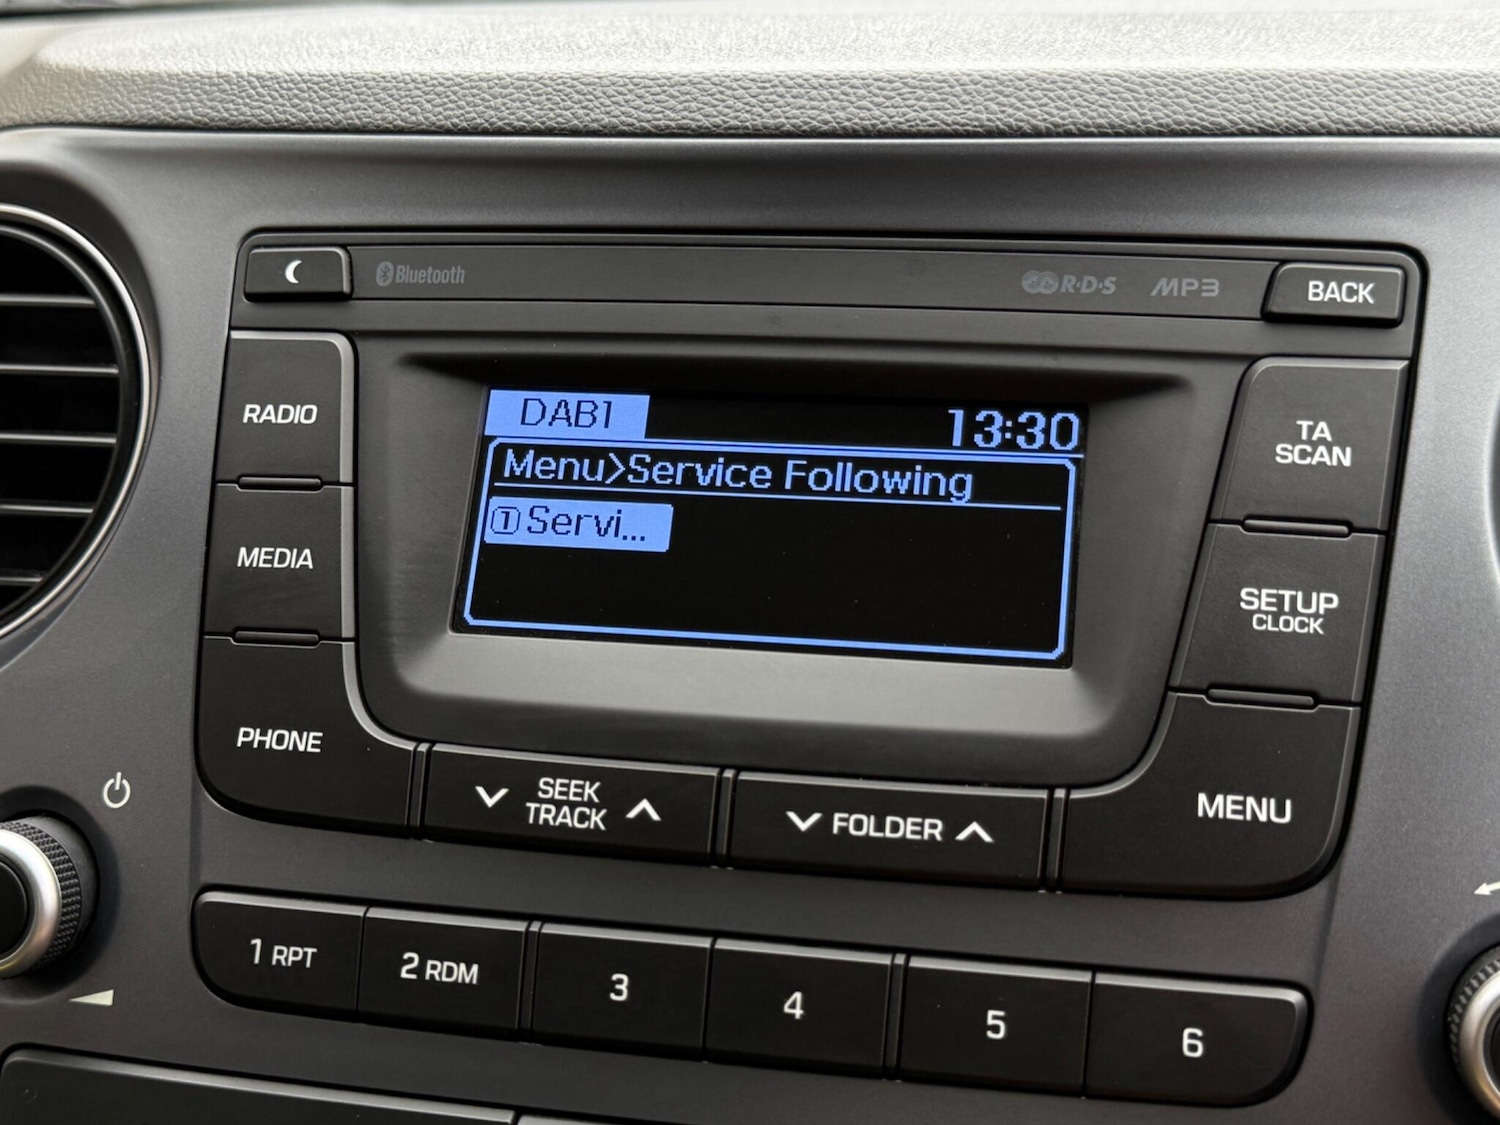 Bluetooth
R·D·S
MP3
BACK
RADIO
DAB1
13:30
TA
SCAN
Menu>Service Following
①Servi...
MEDIA
SETUP
CLOCK
PHONE
SEEK
TRACK
FOLDER
MENU
1 RPT
2 RDM
3
4
5
6